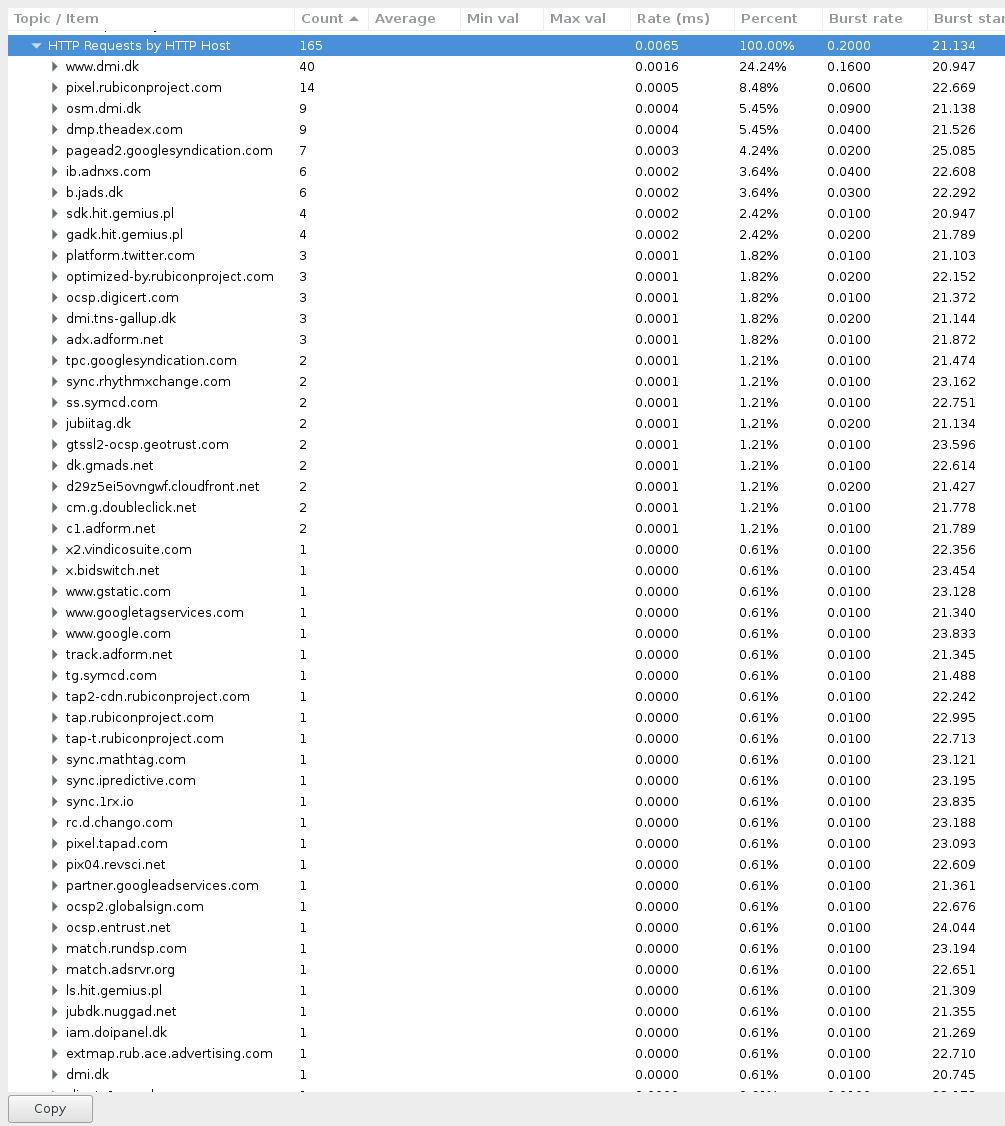 Topic / Item Count Average Min val Max val Rate (ms) Percent Burst rate Burst star
HTTP Requests by HTTP Host 165 0.0065 100.00% 0.2000 21.134
www.dmi.dk 40 0.0016 24.24% 0.1600 20.947
pixel.rubiconproject.com 14 0.0005 8.48% 0.0600 22.669
osm.dmi.dk 9 0.0004 5.45% 0.0900 21.138
dmp.theadex.com 9 0.0004 5.45% 0.0400 21.526
pagead2.googlesyndication.com 7 0.0003 4.24% 0.0200 25.085
ib.adnxs.com 6 0.0002 3.64% 0.0400 22.608
b.jads.dk 6 0.0002 3.64% 0.0300 22.292
sdk.hit.gemius.pl 4 0.0002 2.42% 0.0100 20.947
gadk.hit.gemius.pl 4 0.0002 2.42% 0.0200 21.789
platform.twitter.com 3 0.0001 1.82% 0.0100 21.103
optimized-by.rubiconproject.com 3 0.0001 1.82% 0.0200 22.152
ocsp.digicert.com 3 0.0001 1.82% 0.0100 21.372
dmi.tns-gallup.dk 3 0.0001 1.82% 0.0200 21.144
adx.adform.net 3 0.0001 1.82% 0.0100 21.872
tpc.googlesyndication.com 2 0.0001 1.21% 0.0100 21.474
sync.rhythmxchange.com 2 0.0001 1.21% 0.0100 23.162
ss.symcd.com 2 0.0001 1.21% 0.0100 22.751
jubiitag.dk 2 0.0001 1.21% 0.0200 21.134
gtssl2-ocsp.geotrust.com 2 0.0001 1.21% 0.0100 23.596
dk.gmads.net 2 0.0001 1.21% 0.0100 22.614
d29z5ei5ovngwf.cloudfront.net 2 0.0001 1.21% 0.0200 21.427
cm.g.doubleclick.net 2 0.0001 1.21% 0.0100 21.778
c1.adform.net 2 0.0001 1.21% 0.0100 21.789
x2.vindicosuite.com 1 0.0000 0.61% 0.0100 22.356
x.bidswitch.net 1 0.0000 0.61% 0.0100 23.454
www.gstatic.com 1 0.0000 0.61% 0.0100 23.128
www.googletagservices.com 1 0.0000 0.61% 0.0100 21.340
www.google.com 1 0.0000 0.61% 0.0100 23.833
track.adform.net 1 0.0000 0.61% 0.0100 21.345
tg.symcd.com 1 0.0000 0.61% 0.0100 21.488
tap2-cdn.rubiconproject.com 1 0.0000 0.61% 0.0100 22.242
tap.rubiconproject.com 1 0.0000 0.61% 0.0100 22.995
tap-t.rubiconproject.com 1 0.0000 0.61% 0.0100 22.713
sync.mathtag.com 1 0.0000 0.61% 0.0100 23.121
sync.ipredictive.com 1 0.0000 0.61% 0.0100 23.195
sync.1rx.io 1 0.0000 0.61% 0.0100 23.835
rc.d.chango.com 1 0.0000 0.61% 0.0100 23.188
pixel.tapad.com 1 0.0000 0.61% 0.0100 23.093
pix04.revsci.net 1 0.0000 0.61% 0.0100 22.609
partner.googleadservices.com 1 0.0000 0.61% 0.0100 21.361
ocsp2.globalsign.com 1 0.0000 0.61% 0.0100 22.676
ocsp.entrust.net 1 0.0000 0.61% 0.0100 24.044
match.rundsp.com 1 0.0000 0.61% 0.0100 23.194
match.adsrvr.org 1 0.0000 0.61% 0.0100 22.651
ls.hit.gemius.pl 1 0.0000 0.61% 0.0100 21.309
jubdk.nuggad.net 1 0.0000 0.61% 0.0100 21.355
iam.doipanel.dk 1 0.0000 0.61% 0.0100 21.269
extmap.rub.ace.advertising.com 1 0.0000 0.61% 0.0100 22.710
dmi.dk 1 0.0000 0.61% 0.0100 20.745
Copy